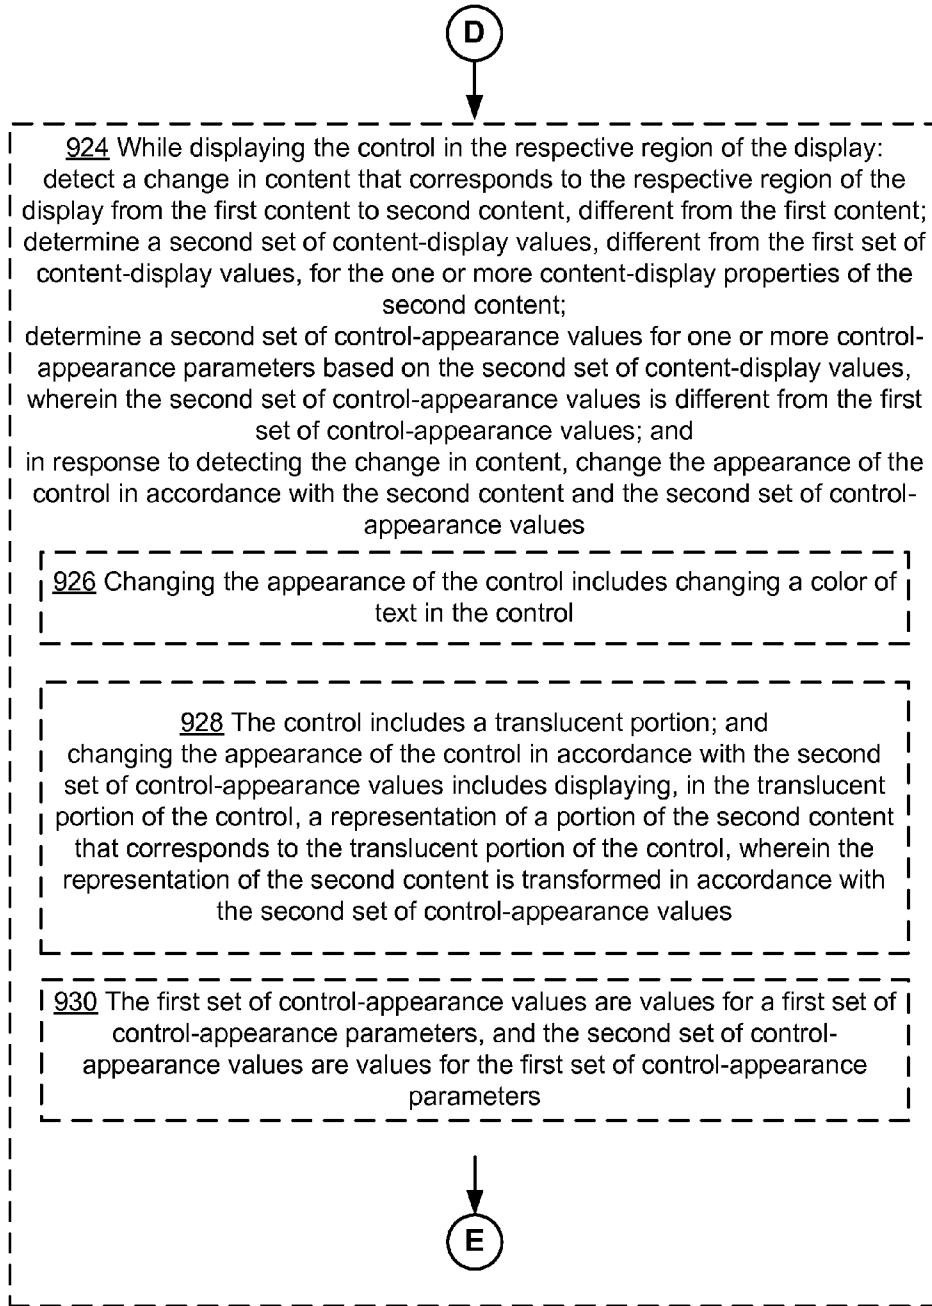 D
924 While displaying the control in the respective region of the display:
detect a change in content that corresponds to the respective region of the
display from the first content to second content, different from the first content;
determine a second set of content-display values, different from the first set of
content-display values, for the one or more content-display properties of the
second content;
determine a second set of control-appearance values for one or more control-
appearance parameters based on the second set of content-display values,
wherein the second set of control-appearance values is different from the first
set of control-appearance values; and
in response to detecting the change in content, change the appearance of the
control in accordance with the second content and the second set of control-
appearance values
926 Changing the appearance of the control includes changing a color of
text in the control
928 The control includes a translucent portion; and
changing the appearance of the control in accordance with the second
set of control-appearance values includes displaying, in the translucent
portion of the control, a representation of a portion of the second content
that corresponds to the translucent portion of the control, wherein the
representation of the second content is transformed in accordance with
the second set of control-appearance values
930 The first set of control-appearance values are values for a first set of
control-appearance parameters, and the second set of control-
appearance values are values for the first set of control-appearance
parameters
E